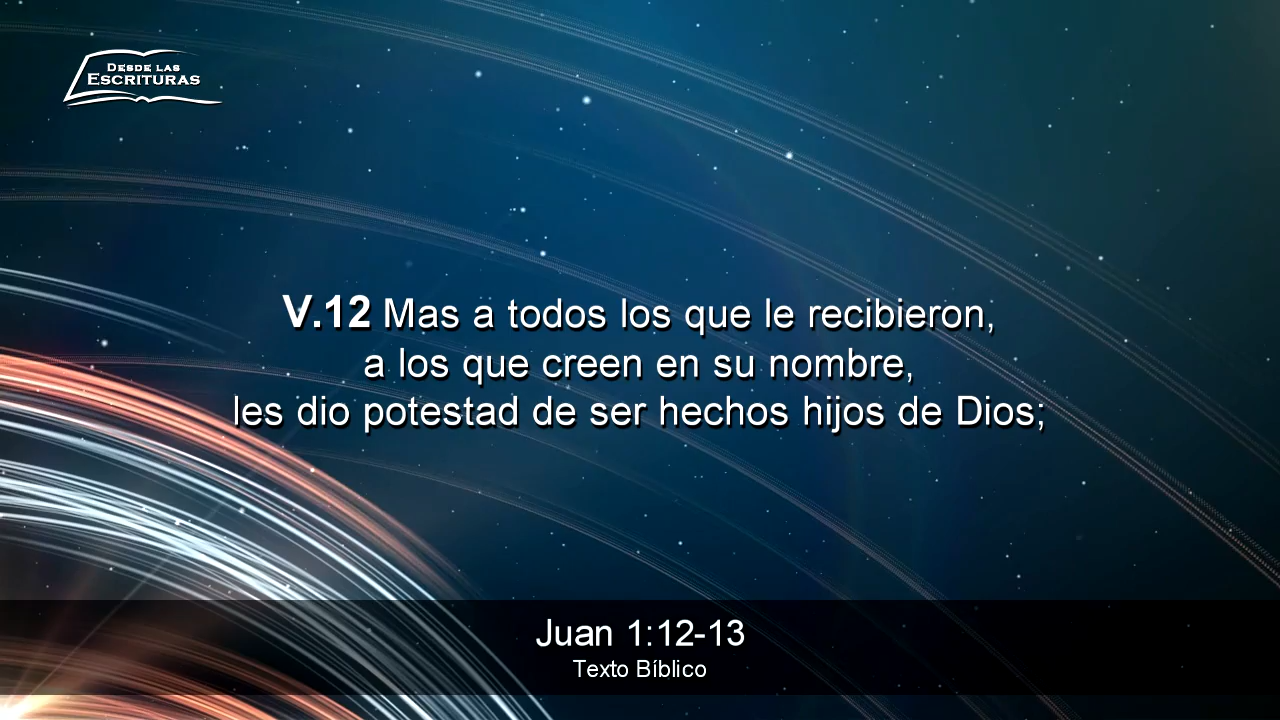 DESDE LAS
ESCRITURAS
V.12 Mas a todos los que le recibieron,
a los que creen en su nombre,
les dio potestad de ser hechos hijos de Dios;
Juan 1:12-13
Texto Bíblico